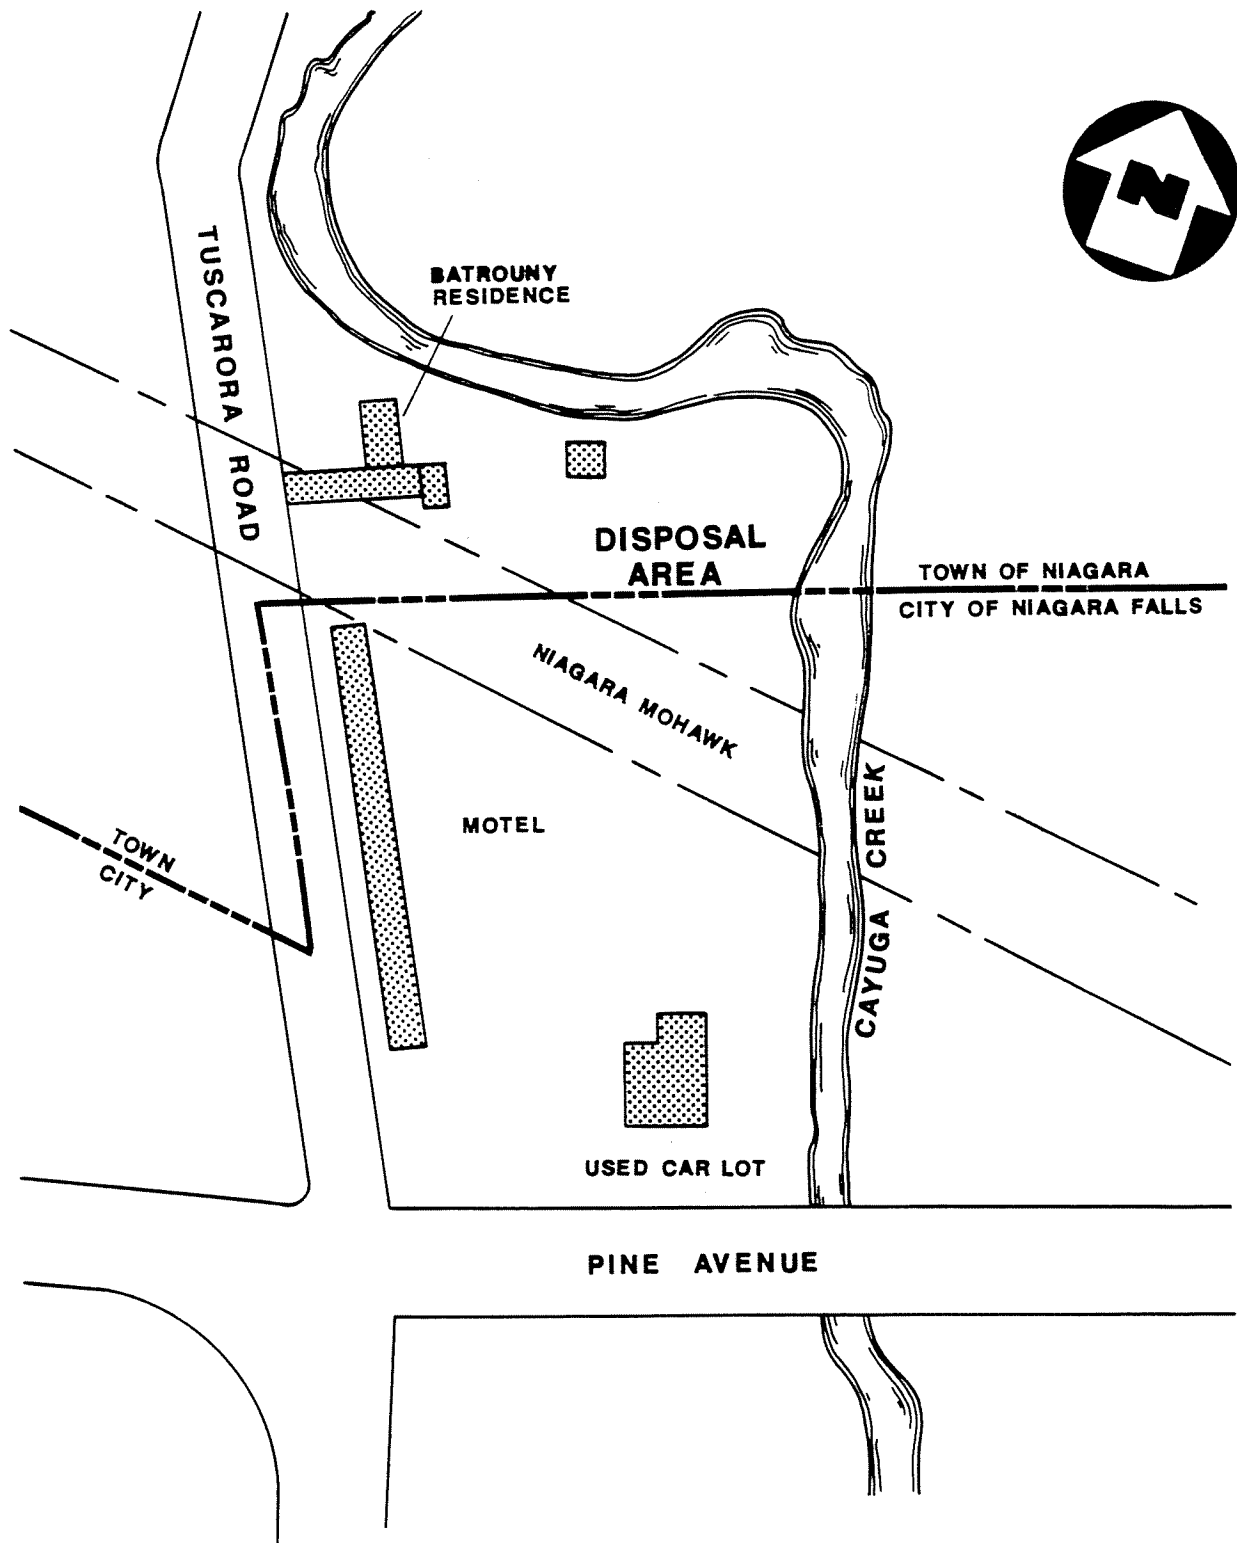 N
TUSCARORA ROAD
BATROUNY
RESIDENCE
DISPOSAL
AREA
TOWN OF NIAGARA
CITY OF NIAGARA FALLS
NIAGARA MOHAWK
CAYUGA CREEK
MOTEL
TOWN
CITY
USED CAR LOT
PINE AVENUE